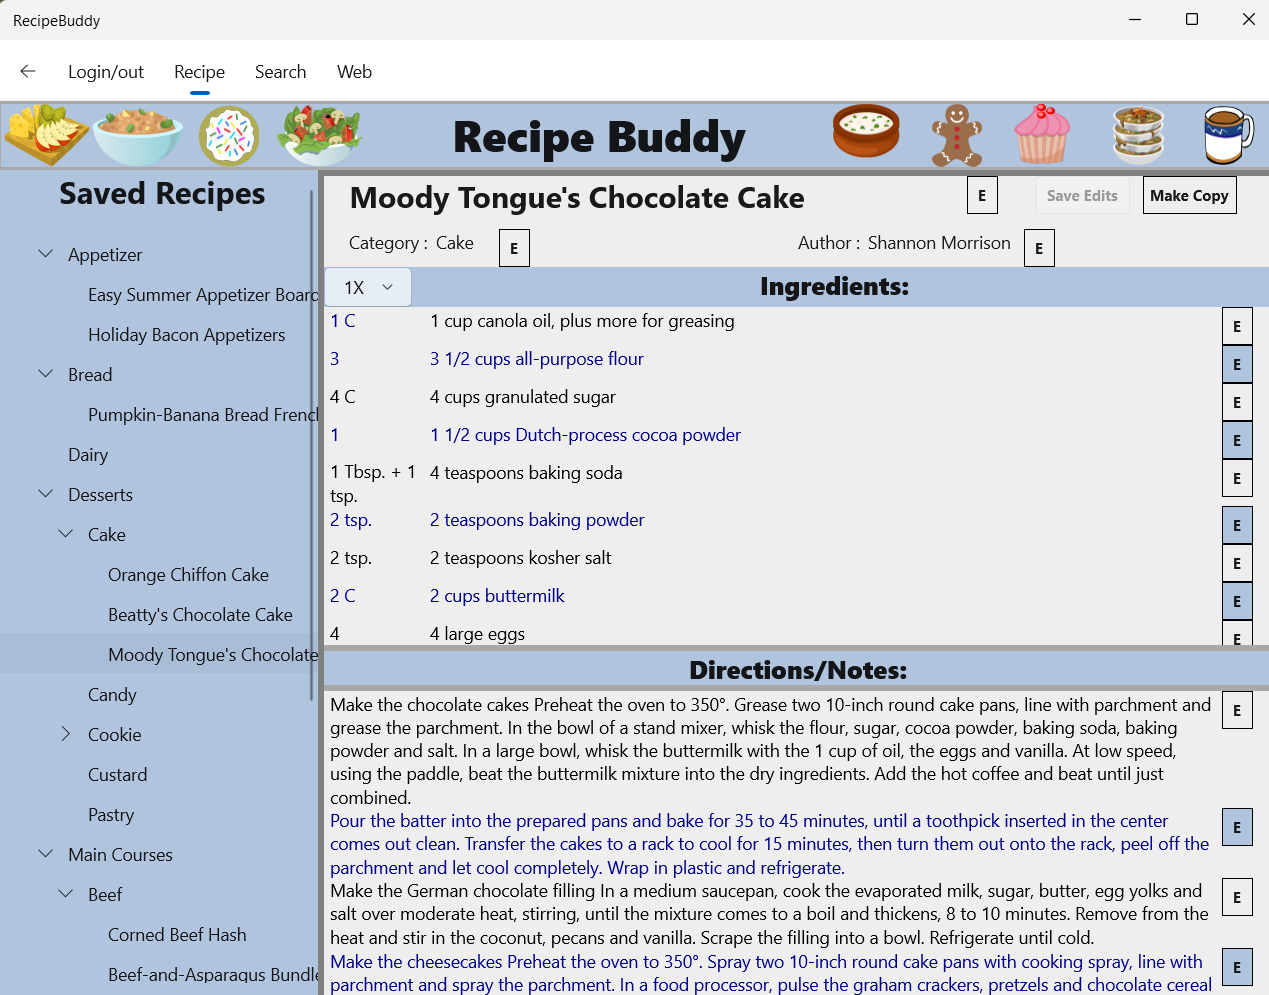 RecipeBuddy
Login/out Recipe Search Web
Recipe Buddy
Saved Recipes
Appetizer
Easy Summer Appetizer Board
Holiday Bacon Appetizers
Bread
Pumpkin-Banana Bread French
Dairy
Desserts
Cake
Orange Chiffon Cake
Beatty's Chocolate Cake
Moody Tongue's Chocolate
Candy
Cookie
Custard
Pastry
Main Courses
Beef
Corned Beef Hash
Beef-and-Asparagus Bundle
Moody Tongue's Chocolate Cake E Save Edits Make Copy
Category : Cake E Author : Shannon Morrison E
1X Ingredients:
1 C 1 cup canola oil, plus more for greasing E
3 3 1/2 cups all-purpose flour E
4 C 4 cups granulated sugar E
1 1 1/2 cups Dutch-process cocoa powder E
1 Tbsp. + 1 4 teaspoons baking soda E
tsp.
2 tsp. 2 teaspoons baking powder E
2 tsp. 2 teaspoons kosher salt E
2 C 2 cups buttermilk E
4 4 large eggs E
Directions/Notes:
Make the chocolate cakes Preheat the oven to 350°. Grease two 10-inch round cake pans, line with parchment and E
grease the parchment. In the bowl of a stand mixer, whisk the flour, sugar, cocoa powder, baking soda, baking
powder and salt. In a large bowl, whisk the buttermilk with the 1 cup of oil, the eggs and vanilla. At low speed,
using the paddle, beat the buttermilk mixture into the dry ingredients. Add the hot coffee and beat until just
combined.
Pour the batter into the prepared pans and bake for 35 to 45 minutes, until a toothpick inserted in the center E
comes out clean. Transfer the cakes to a rack to cool for 15 minutes, then turn them out onto the rack, peel off the
parchment and let cool completely. Wrap in plastic and refrigerate.
Make the German chocolate filling In a medium saucepan, cook the evaporated milk, sugar, butter, egg yolks and E
salt over moderate heat, stirring, until the mixture comes to a boil and thickens, 8 to 10 minutes. Remove from the
heat and stir in the coconut, pecans and vanilla. Scrape the filling into a bowl. Refrigerate until cold.
Make the cheesecakes Preheat the oven to 350°. Spray two 10-inch round cake pans with cooking spray, line with E
parchment and spray the parchment. In a food processor, pulse the graham crackers, pretzels and chocolate cereal